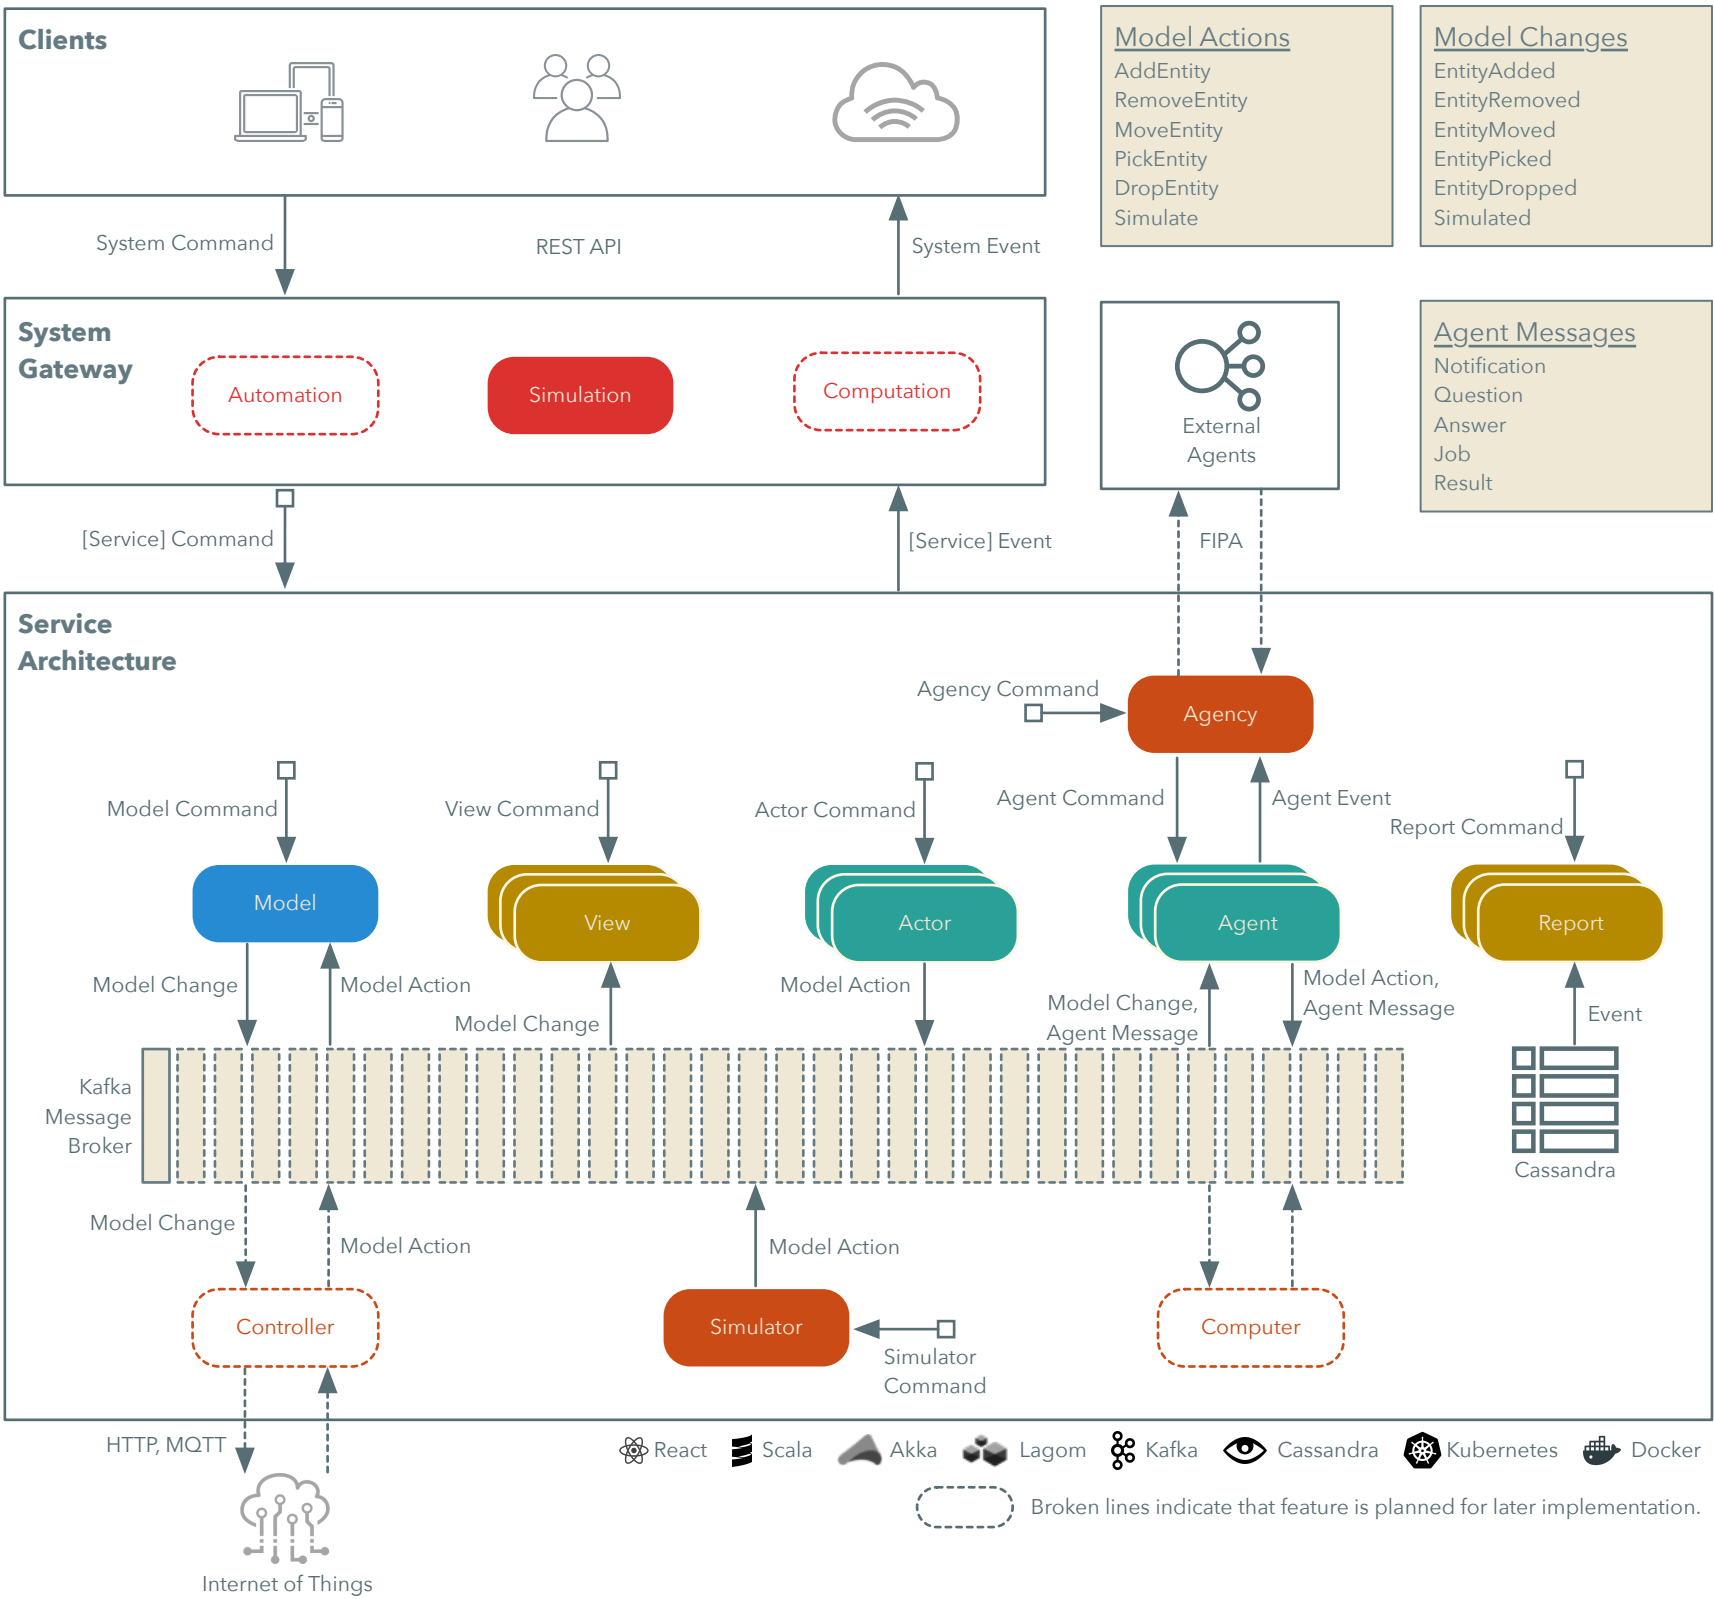 Clients
Model Actions
AddEntity
RemoveEntity
MoveEntity
PickEntity
DropEntity
Simulate
Model Changes
EntityAdded
EntityRemoved
EntityMoved
EntityPicked
EntityDropped
Simulated
System Command
REST API
System Event
System
Gateway
Automation
Simulation
Computation
External
Agents
Agent Messages
Notification
Question
Answer
Job
Result
[Service] Command
[Service] Event
FIPA
Service
Architecture
Agency Command
Agency
Model Command
View Command
Actor Command
Agent Command
Agent Event
Report Command
Model
View
Actor
Agent
Report
Model Change
Model Action
Model Change
Model Action
Model Change,
Agent Message
Model Action,
Agent Message
Event
Kafka
Message
Broker
Cassandra
Model Change
Model Action
Model Action
Controller
Simulator
Computer
Simulator
Command
HTTP, MQTT
React
Scala
Akka
Lagom
Kafka
Cassandra
Kubernetes
Docker
Broken lines indicate that feature is planned for later implementation.
Internet of Things